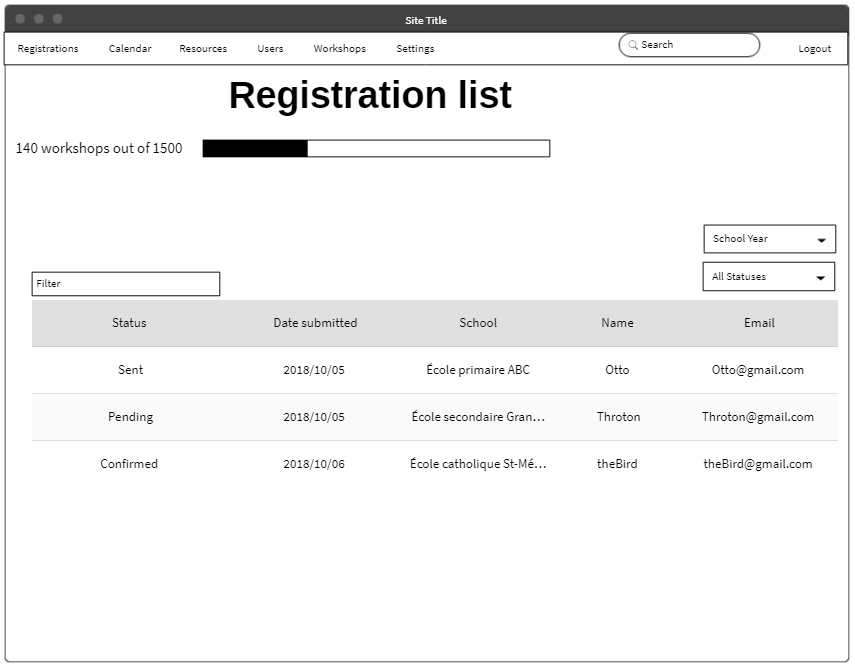 Site Title
Registrations Calendar Resources Users Workshops Settings Search Logout
Registration list
140 workshops out of 1500
School Year
All Statuses
Filter
Status Date submitted School Name Email
Sent 2018/10/05 École primaire ABC Otto Otto@gmail.com
Pending 2018/10/05 École secondaire Gran... Throton Throton@gmail.com
Confirmed 2018/10/06 École catholique St-Mé... theBird theBird@gmail.com